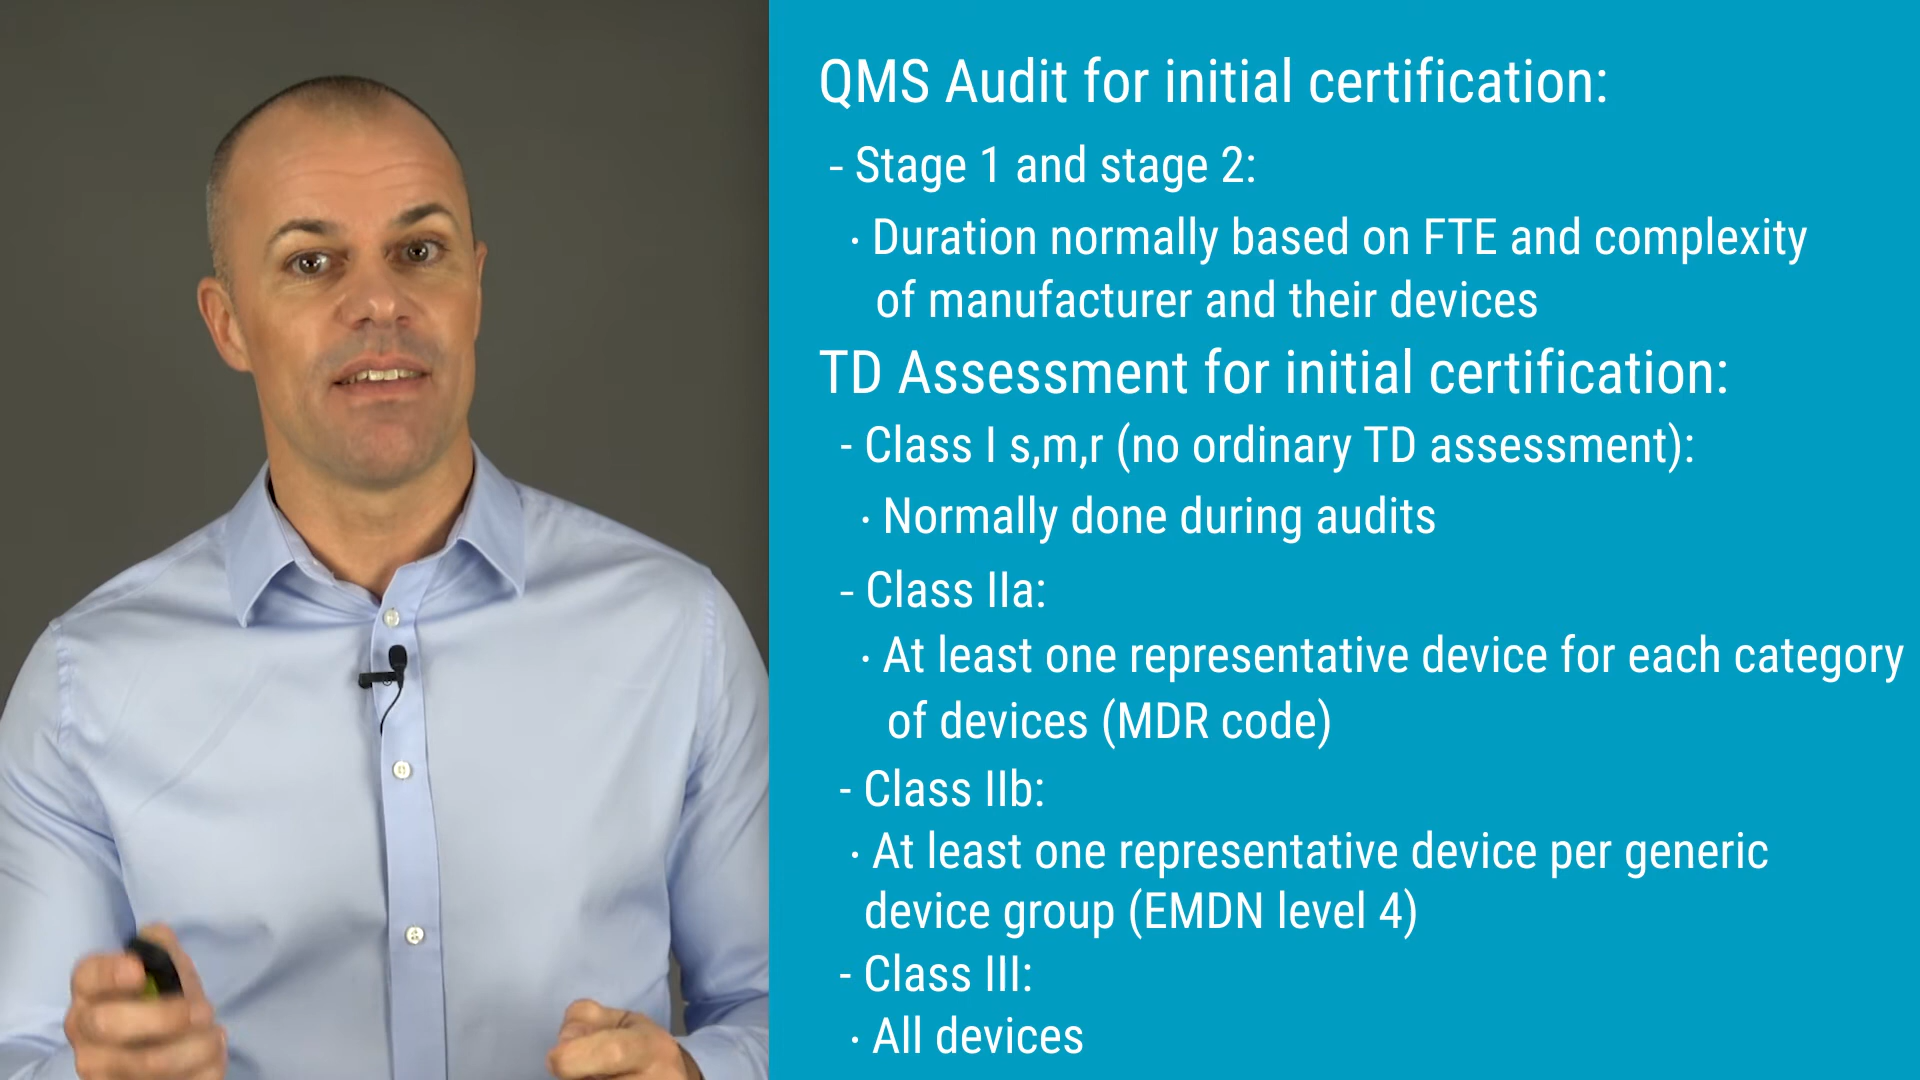 QMS Audit for initial certification:
- Stage 1 and stage 2:
· Duration normally based on FTE and complexity
of manufacturer and their devices
TD Assessment for initial certification:
- Class I s,m,r (no ordinary TD assessment):
· Normally done during audits
- Class IIa:
· At least one representative device for each category
of devices (MDR code)
- Class IIb:
· At least one representative device per generic
device group (EMDN level 4)
- Class III:
· All devices